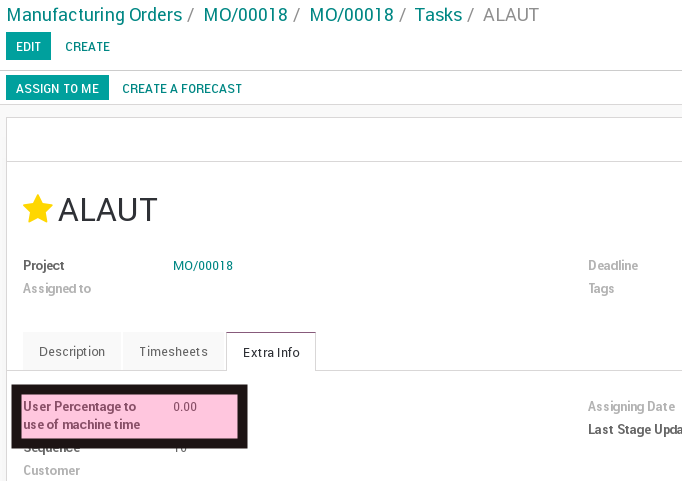 Manufacturing Orders / MO/00018 / MO/00018 / Tasks / ALAUT
EDIT CREATE
ASSIGN TO ME CREATE A FORECAST
ALAUT
Project MO/00018 Deadline
Assigned to Tags
Description Timesheets Extra Info
User Percentage to 0.00 Assigning Date
use of machine time Last Stage Upda
Sequence 10
Customer